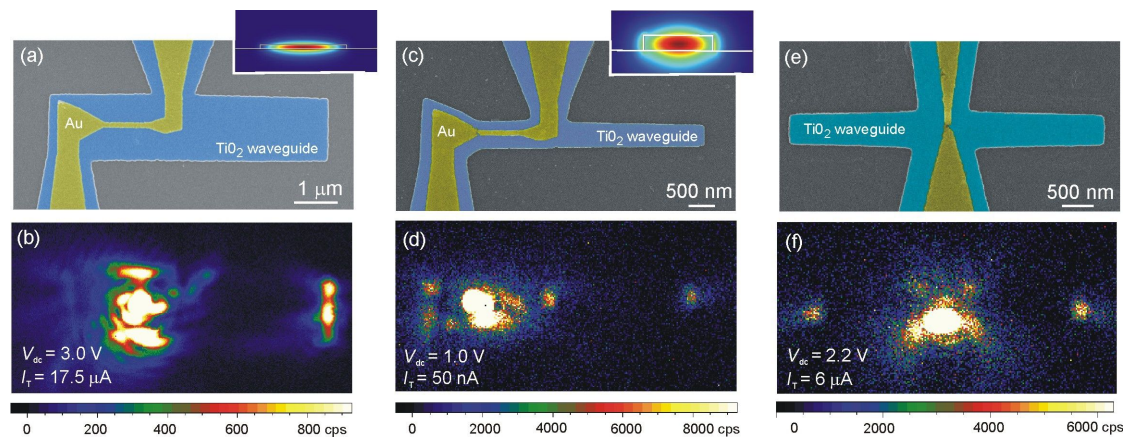 (a)
Au
TiO2 waveguide
1 μm
(c)
Au
TiO2 waveguide
500 nm
(e)
TiO2 waveguide
500 nm
(b)
Vdc = 3.0 V
IT = 17.5 μA
0 200 400 600 800 cps
(d)
Vdc = 1.0 V
IT = 50 nA
0 2000 4000 6000 8000 cps
(f)
Vdc = 2.2 V
IT = 6 μA
0 2000 4000 6000 cps